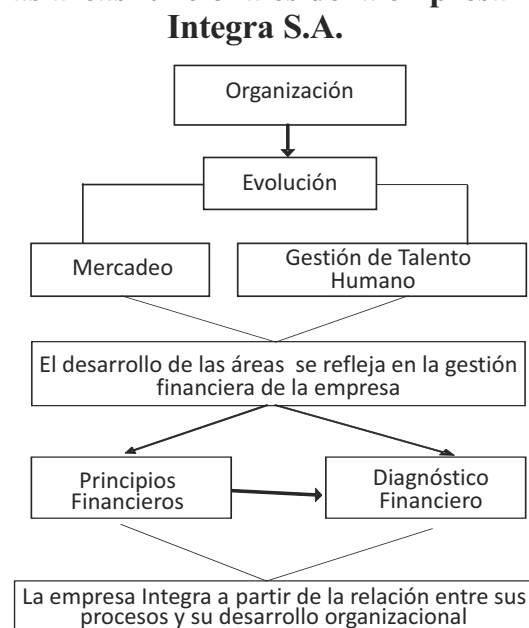 Integra S.A.
Organización
Evolución
Mercadeo
Gestión de Talento
Humano
El desarrollo de las áreas se refleja en la gestión
financiera de la empresa
Principios
Financieros
Diagnóstico
Financiero
La empresa Integra a partir de la relación entre sus
procesos y su desarrollo organizacional